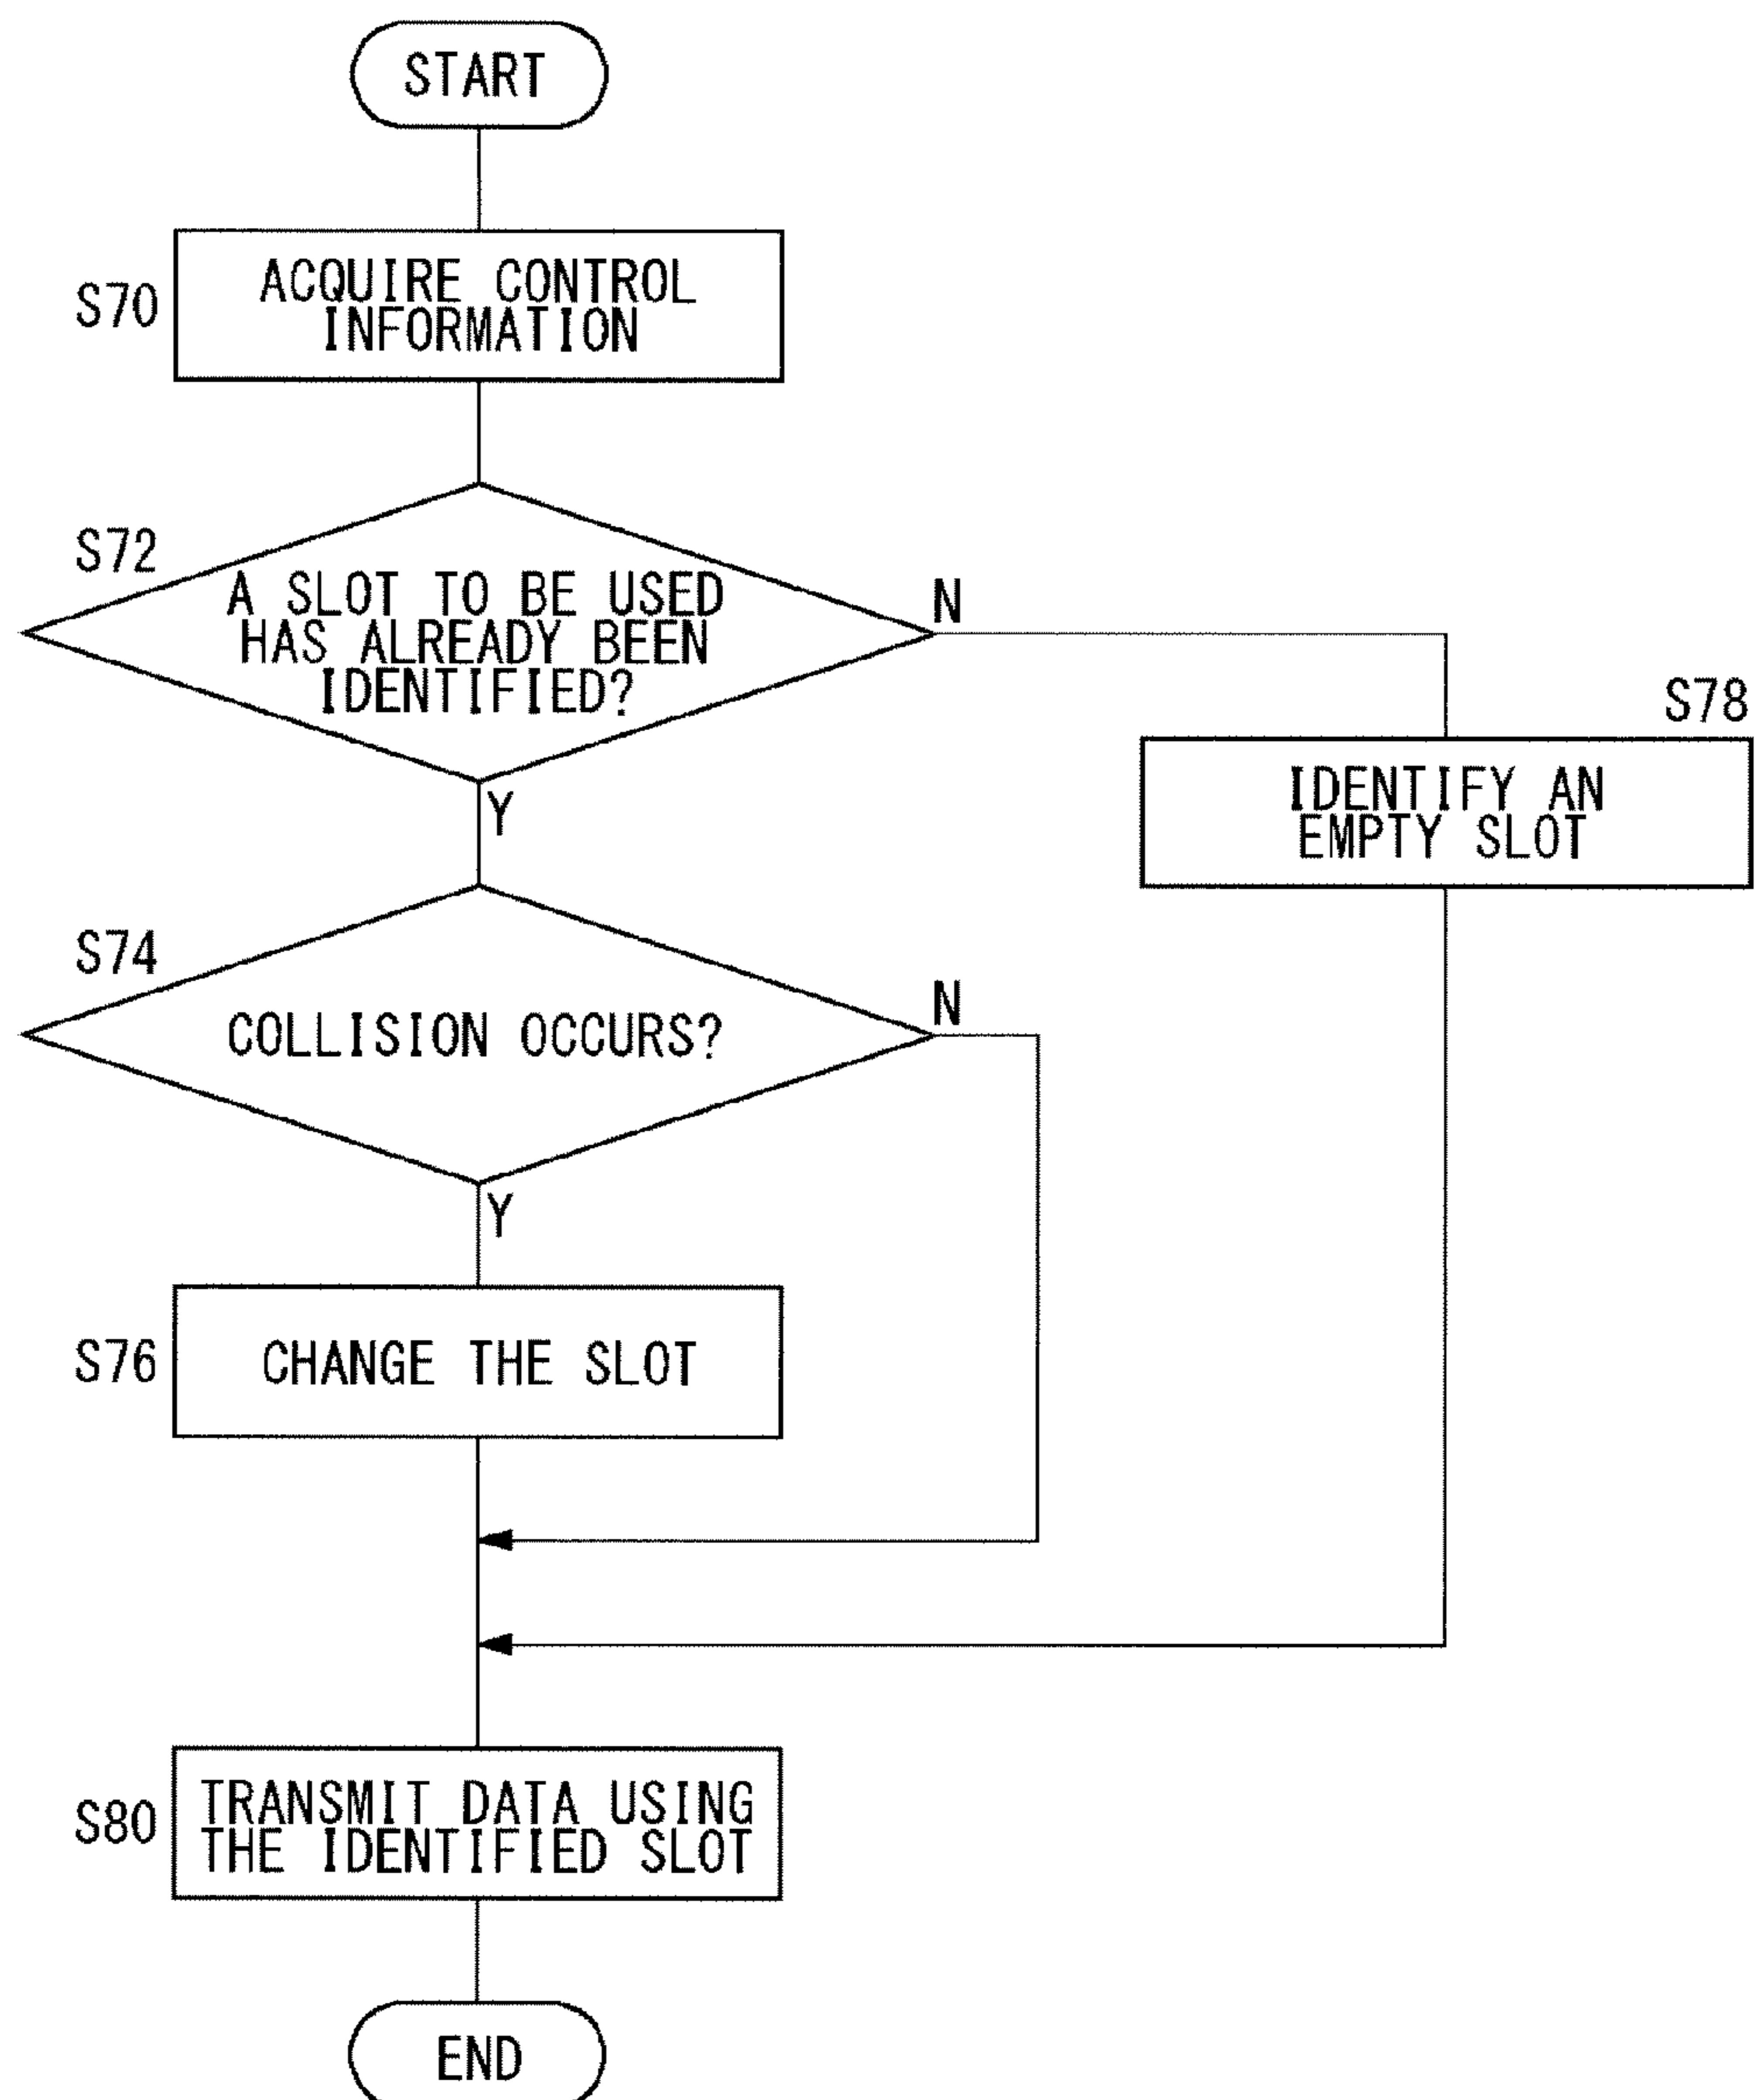 START
S70
ACQUIRE CONTROL
INFORMATION
S72
A SLOT TO BE USED
HAS ALREADY BEEN
IDENTIFIED?
N
Y
S78
IDENTIFY AN
EMPTY SLOT
S74
COLLISION OCCURS?
N
Y
S76
CHANGE THE SLOT
S80
TRANSMIT DATA USING
THE IDENTIFIED SLOT
END